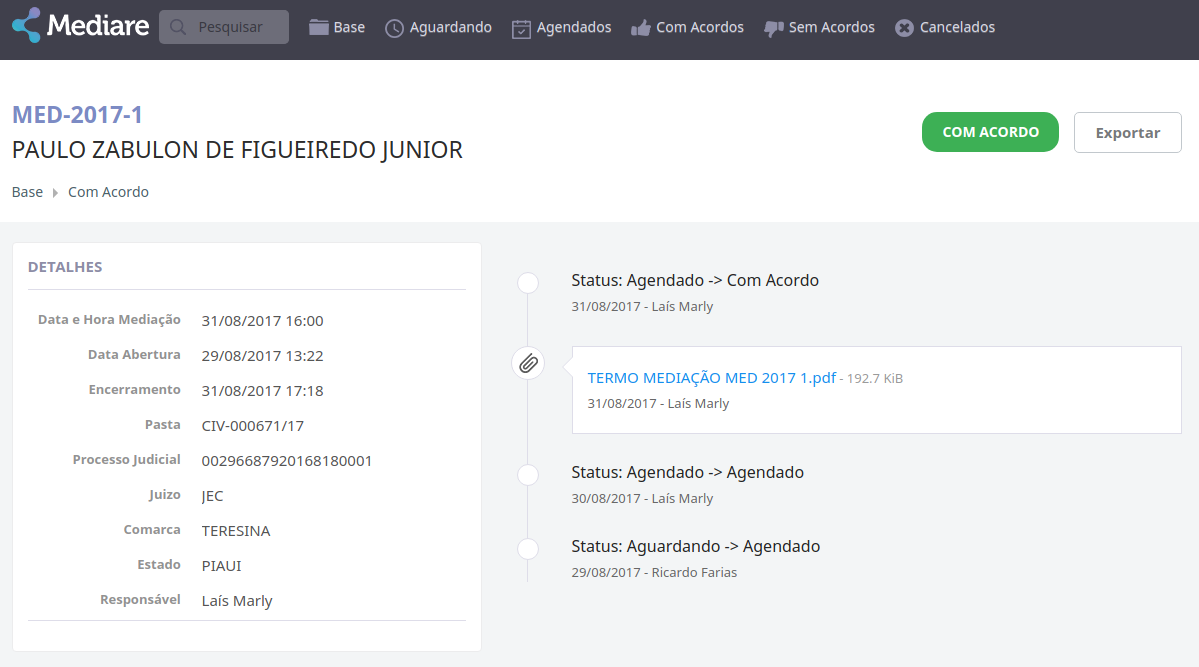 Mediare Pesquisar Base Aguardando Agendados Com Acordos Sem Acordos Cancelados
MED-2017-1
PAULO ZABULON DE FIGUEIREDO JUNIOR
COM ACORDO Exportar
Base Com Acordo
DETALHES
Data e Hora Mediação 31/08/2017 16:00
Data Abertura 29/08/2017 13:22
Encerramento 31/08/2017 17:18
Pasta CIV-000671/17
Processo Judicial 00296687920168180001
Juizo JEC
Comarca TERESINA
Estado PIAUI
Responsável Laís Marly
Status: Agendado -> Com Acordo
31/08/2017 - Laís Marly
TERMO MEDIAÇÃO MED 2017 1.pdf - 192.7 KiB
31/08/2017 - Laís Marly
Status: Agendado -> Agendado
30/08/2017 - Laís Marly
Status: Aguardando -> Agendado
29/08/2017 - Ricardo Farias